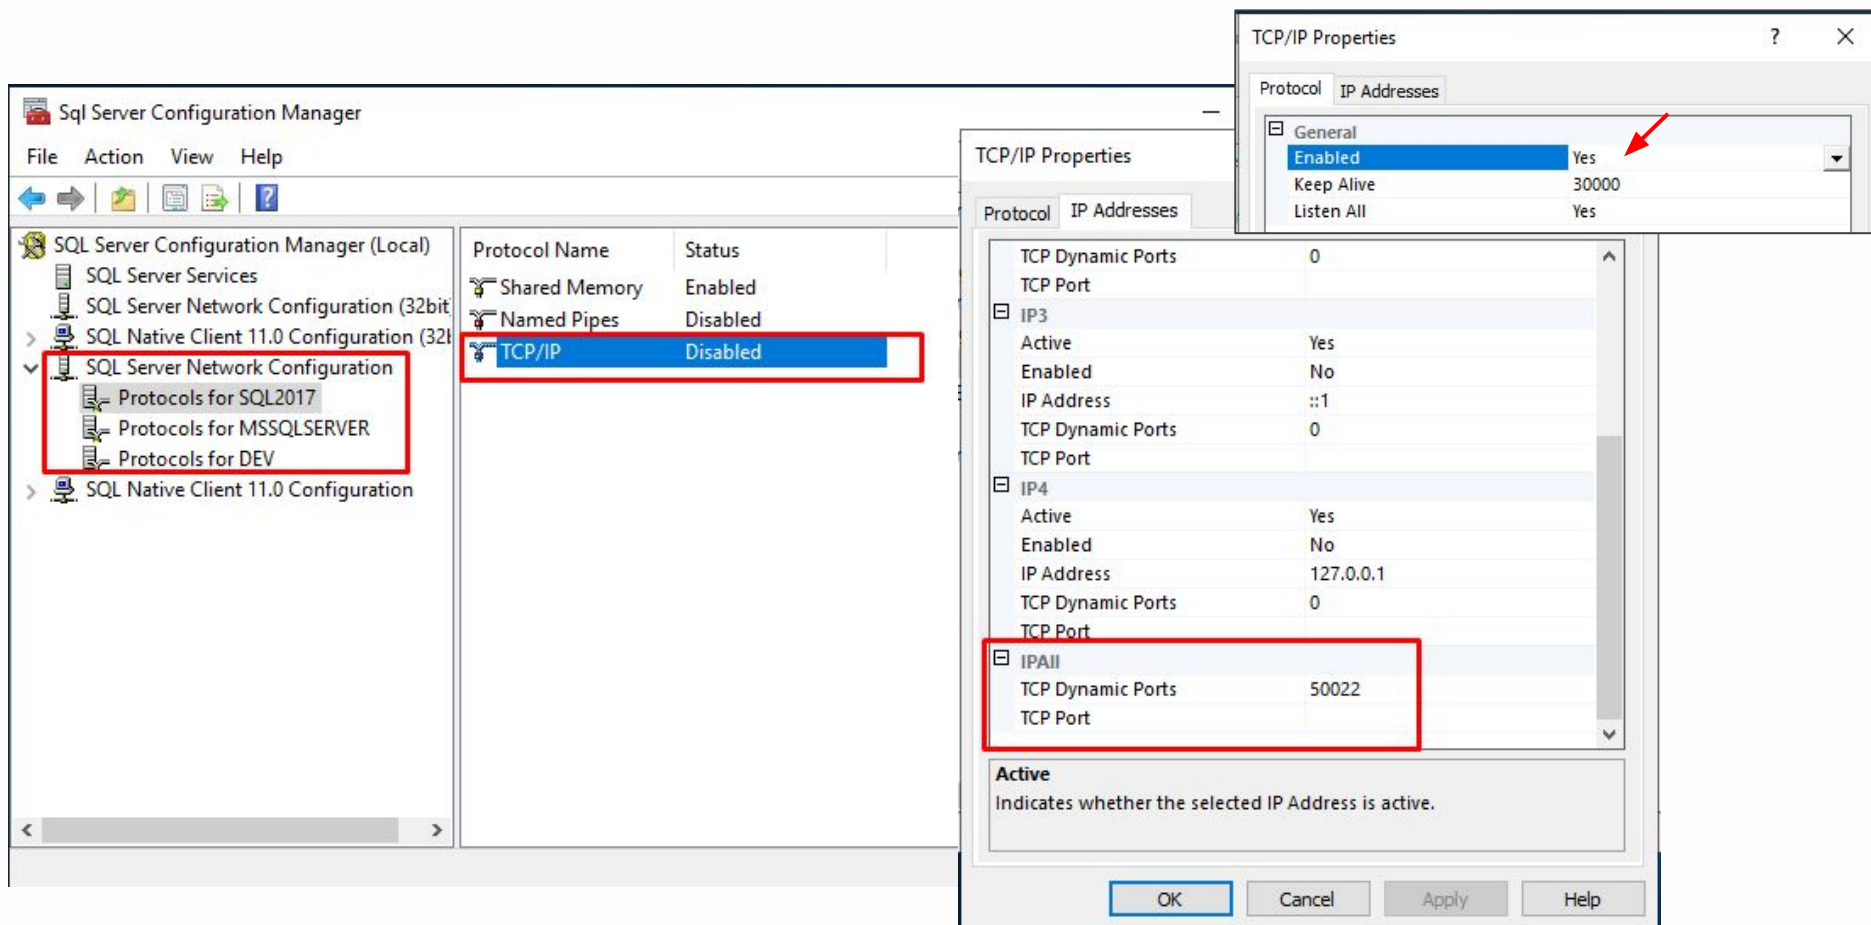 Sql Server Configuration Manager
File Action View Help
SQL Server Configuration Manager (Local)
SQL Server Services
SQL Server Network Configuration (32bit
SQL Native Client 11.0 Configuration (32b
SQL Server Network Configuration
Protocols for SQL2017
Protocols for MSSQLSERVER
Protocols for DEV
SQL Native Client 11.0 Configuration
Protocol Name Status
Shared Memory Enabled
Named Pipes Disabled
TCP/IP Disabled
TCP/IP Properties
Protocol IP Addresses
TCP Dynamic Ports 0
TCP Port
IP3
Active Yes
Enabled No
IP Address ::1
TCP Dynamic Ports 0
TCP Port
IP4
Active Yes
Enabled No
IP Address 127.0.0.1
TCP Dynamic Ports 0
TCP Port
IPAll
TCP Dynamic Ports 50022
TCP Port
Active
Indicates whether the selected IP Address is active.
OK Cancel Apply Help
TCP/IP Properties ?
Protocol IP Addresses
General
Enabled Yes
Keep Alive 30000
Listen All Yes